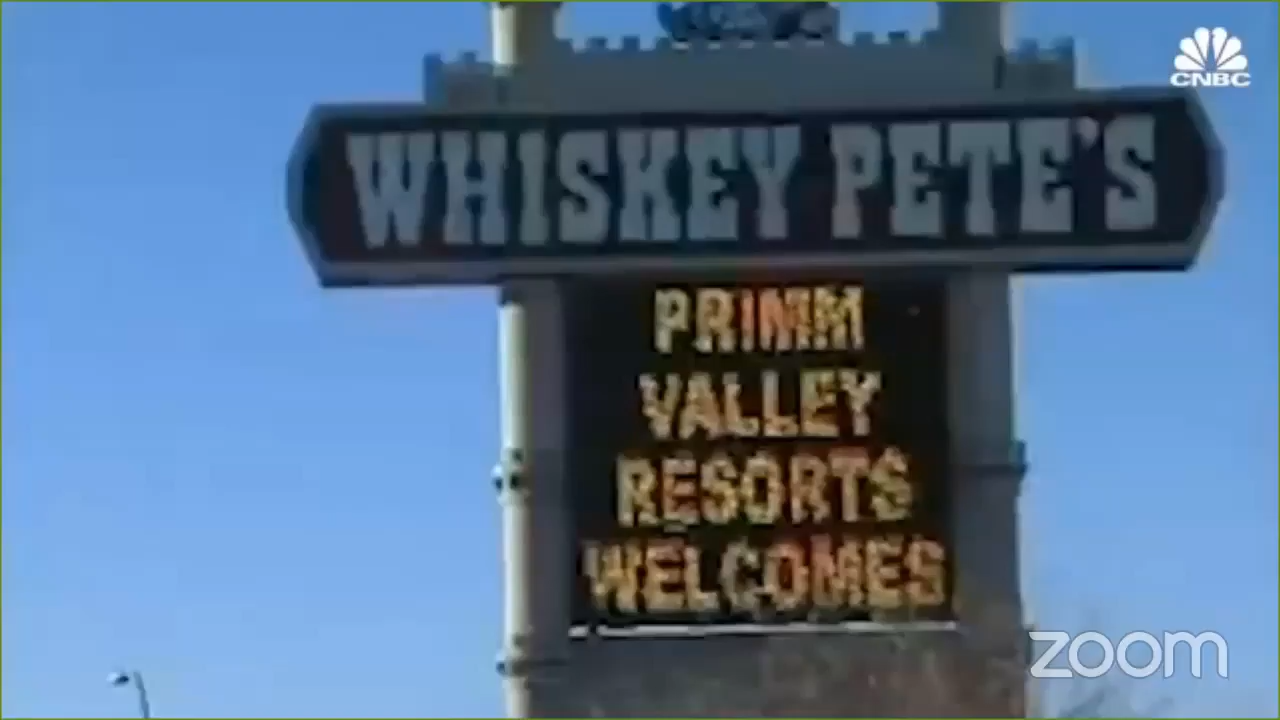 CNBC
WHISKEY PETE'S
PRIMM
VALLEY
RESORTS
WELCOMES
zoom